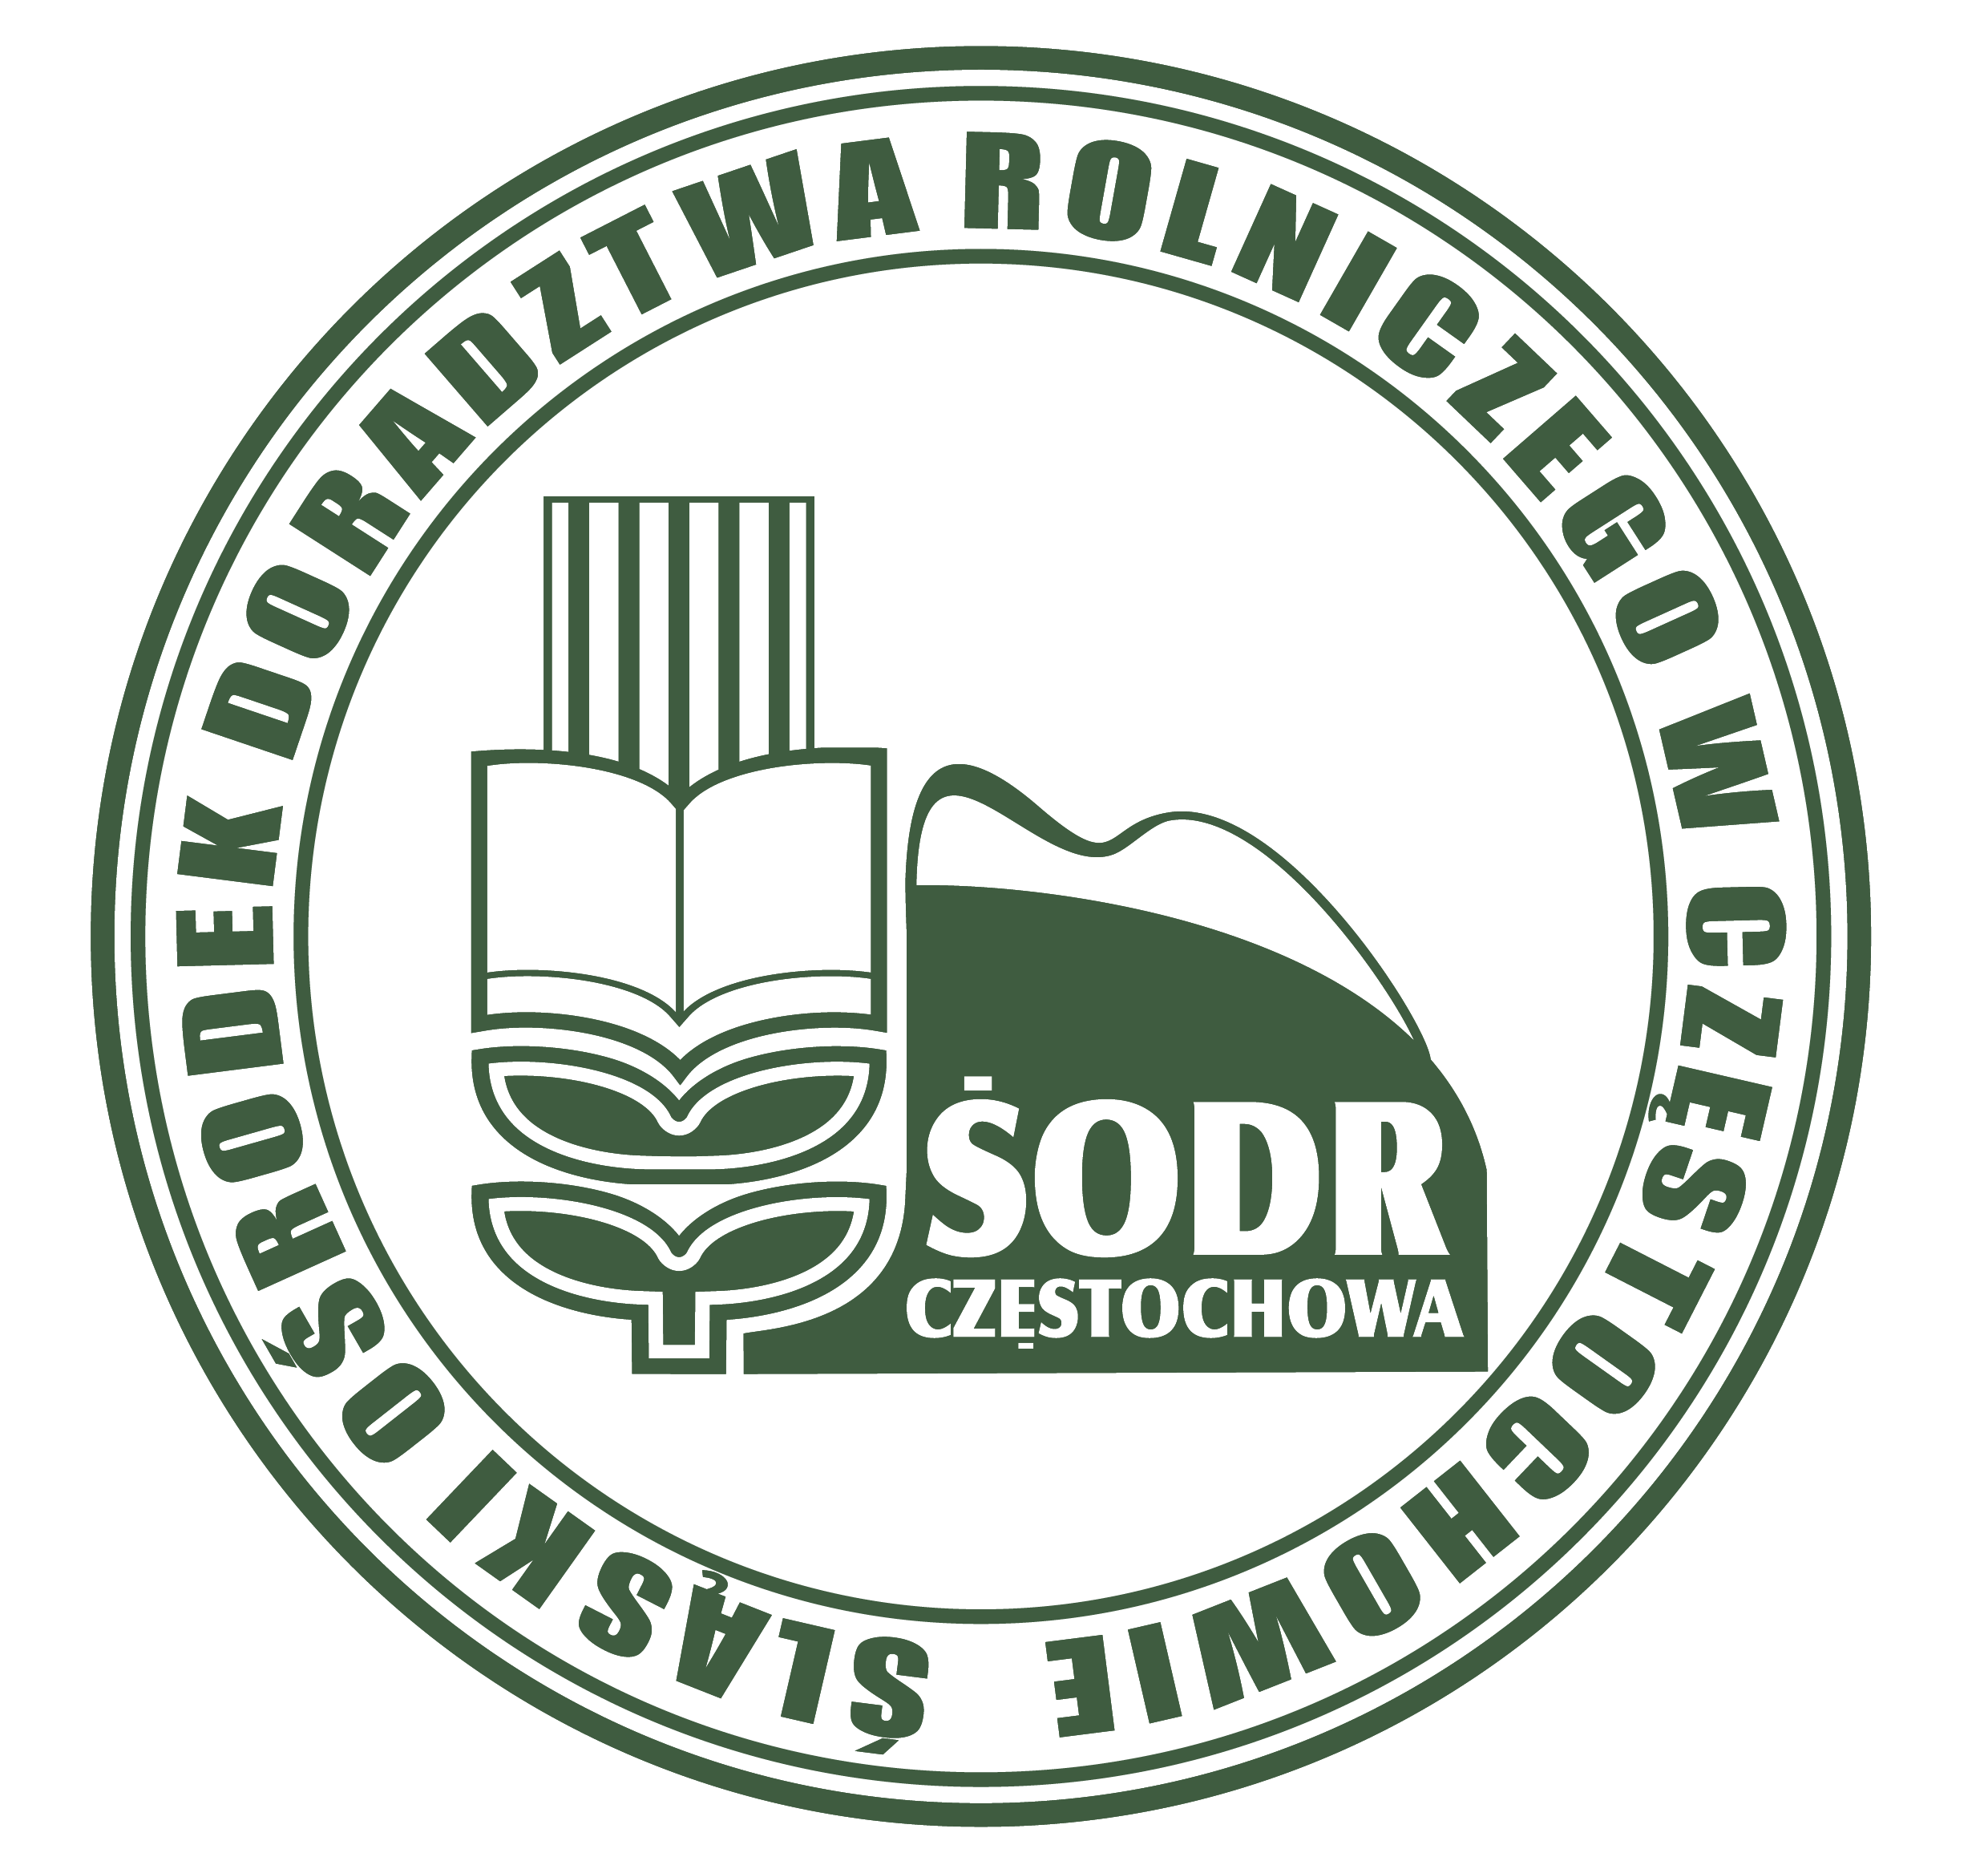 ŚLĄSKI OŚRODEK DORADZTWA ROLNICZEGO W CZĘSTOCHOWIE
ŚODR
CZĘSTOCHOWA